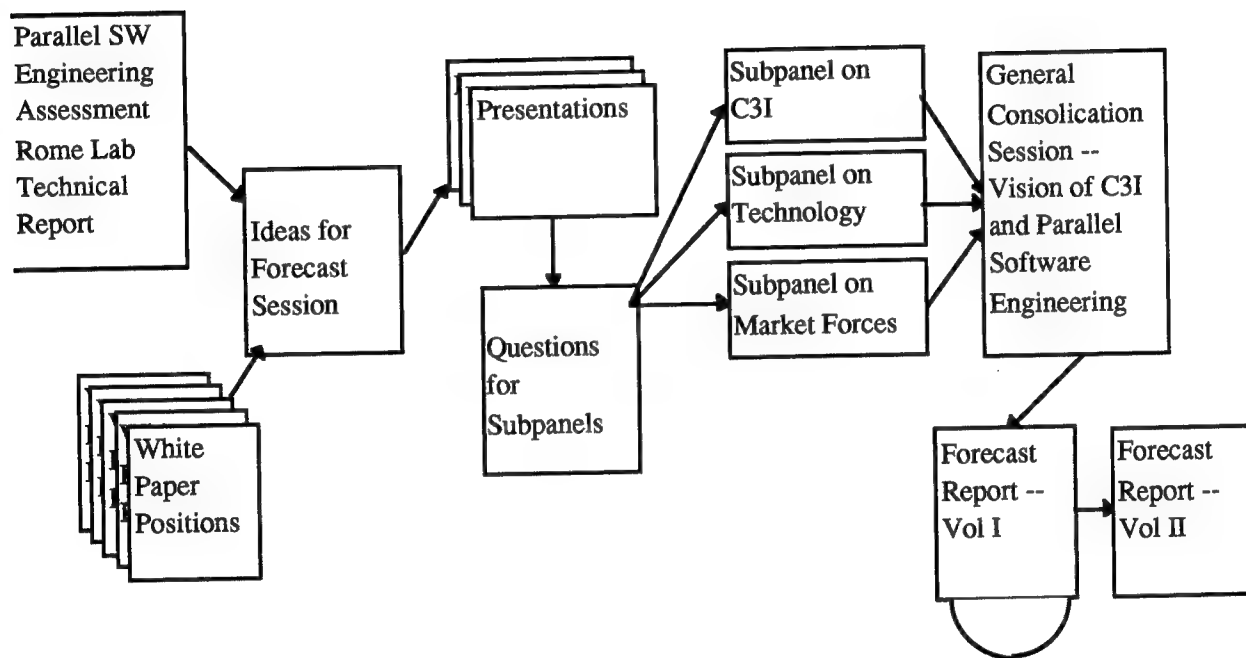 Parallel SW
Engineering
Assessment
Rome Lab
Technical
Report
Ideas for
Forecast
Session
White
Paper
Positions
Presentations
Questions
for
Subpanels
Subpanel on
C3I
Subpanel on
Technology
Subpanel on
Market Forces
General
Consolication
Session --
Vision of C3I
and Parallel
Software
Engineering
Forecast
Report --
Vol I
Forecast
Report --
Vol II